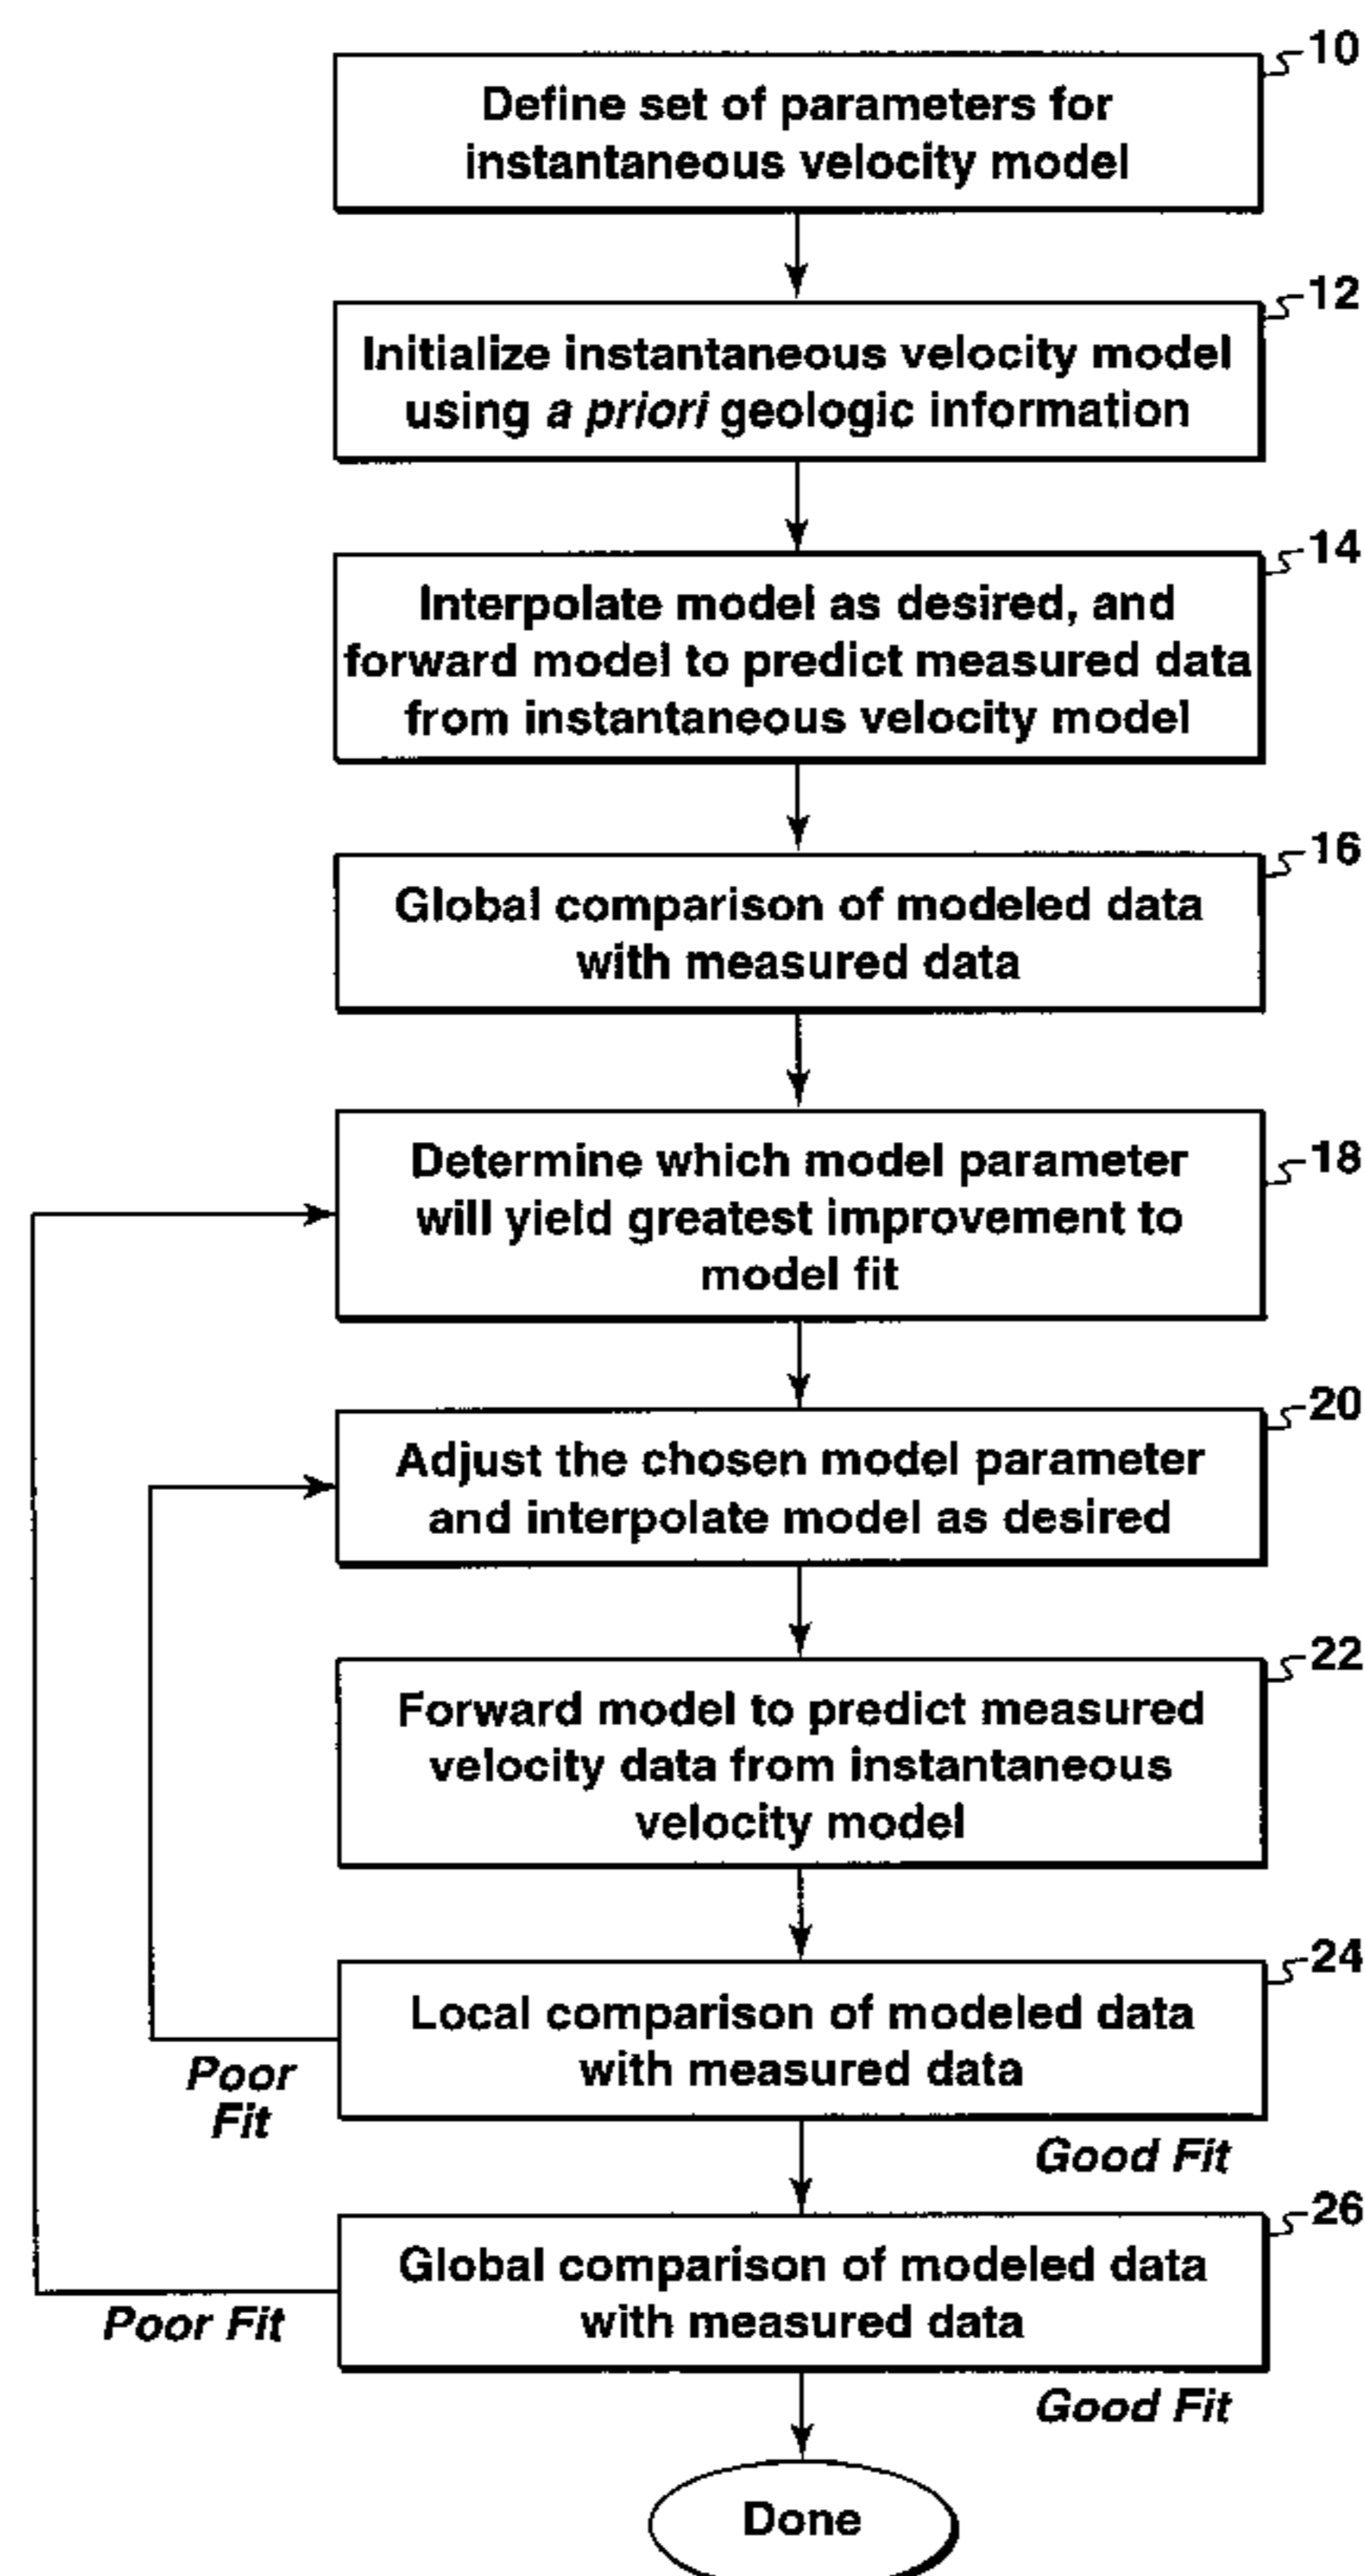 10
Define set of parameters for
instantaneous velocity model
12
Initialize instantaneous velocity model
using a priori geologic information
14
Interpolate model as desired, and
forward model to predict measured data
from instantaneous velocity model
16
Global comparison of modeled data
with measured data
18
Determine which model parameter
will yield greatest improvement to
model fit
20
Adjust the chosen model parameter
and interpolate model as desired
22
Forward model to predict measured
velocity data from instantaneous
velocity model
24
Local comparison of modeled data
with measured data
Poor
Fit
Good Fit
26
Global comparison of modeled data
with measured data
Poor Fit
Good Fit
Done